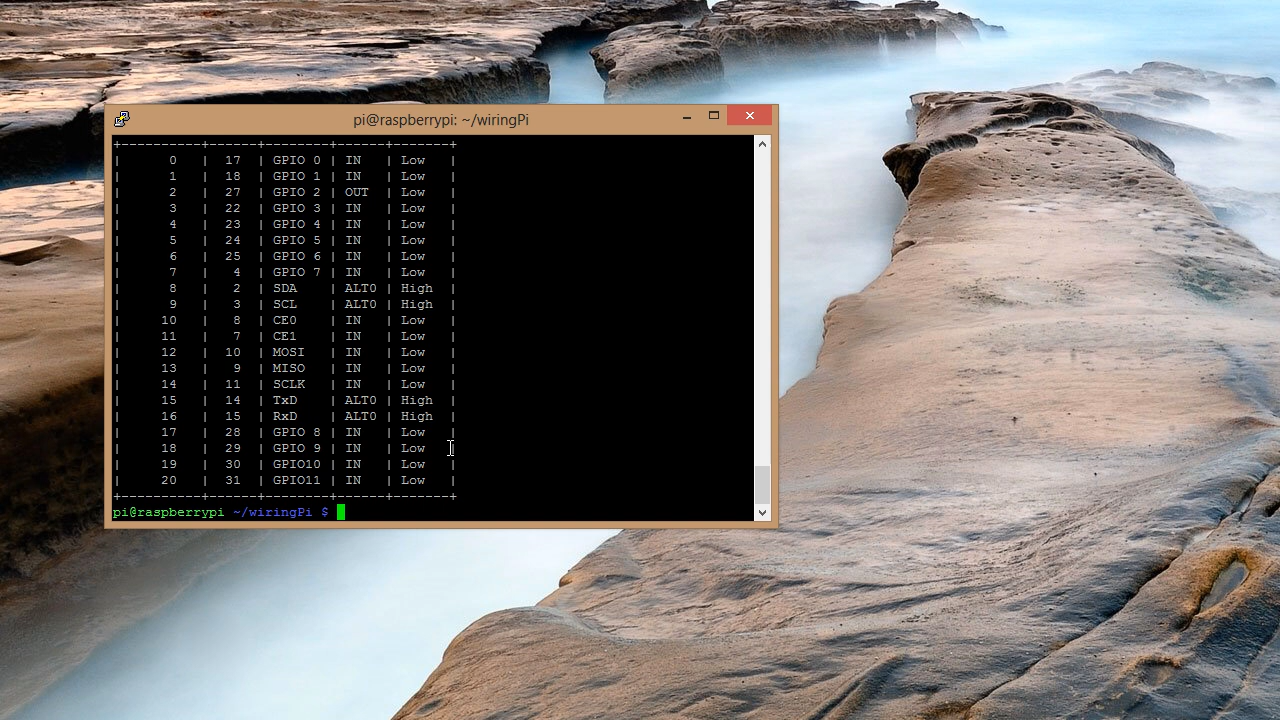 pi@raspberrypi: ~/wiringPi
+----------+------+--------+------+-------+
|      0   |  17  | GPIO 0 | IN   | Low   |
|      1   |  18  | GPIO 1 | IN   | Low   |
|      2   |  27  | GPIO 2 | OUT  | Low   |
|      3   |  22  | GPIO 3 | IN   | Low   |
|      4   |  23  | GPIO 4 | IN   | Low   |
|      5   |  24  | GPIO 5 | IN   | Low   |
|      6   |  25  | GPIO 6 | IN   | Low   |
|      7   |   4  | GPIO 7 | IN   | Low   |
|      8   |   2  | SDA    | ALT0 | High  |
|      9   |   3  | SCL    | ALT0 | High  |
|     10   |   8  | CE0    | IN   | Low   |
|     11   |   7  | CE1    | IN   | Low   |
|     12   |  10  | MOSI   | IN   | Low   |
|     13   |   9  | MISO   | IN   | Low   |
|     14   |  11  | SCLK   | IN   | Low   |
|     15   |  14  | TxD    | ALT0 | High  |
|     16   |  15  | RxD    | ALT0 | High  |
|     17   |  28  | GPIO 8 | IN   | Low   |
|     18   |  29  | GPIO 9 | IN   | Low   |
|     19   |  30  | GPIO10 | IN   | Low   |
|     20   |  31  | GPIO11 | IN   | Low   |
+----------+------+--------+------+-------+
pi@raspberrypi ~/wiringPi $